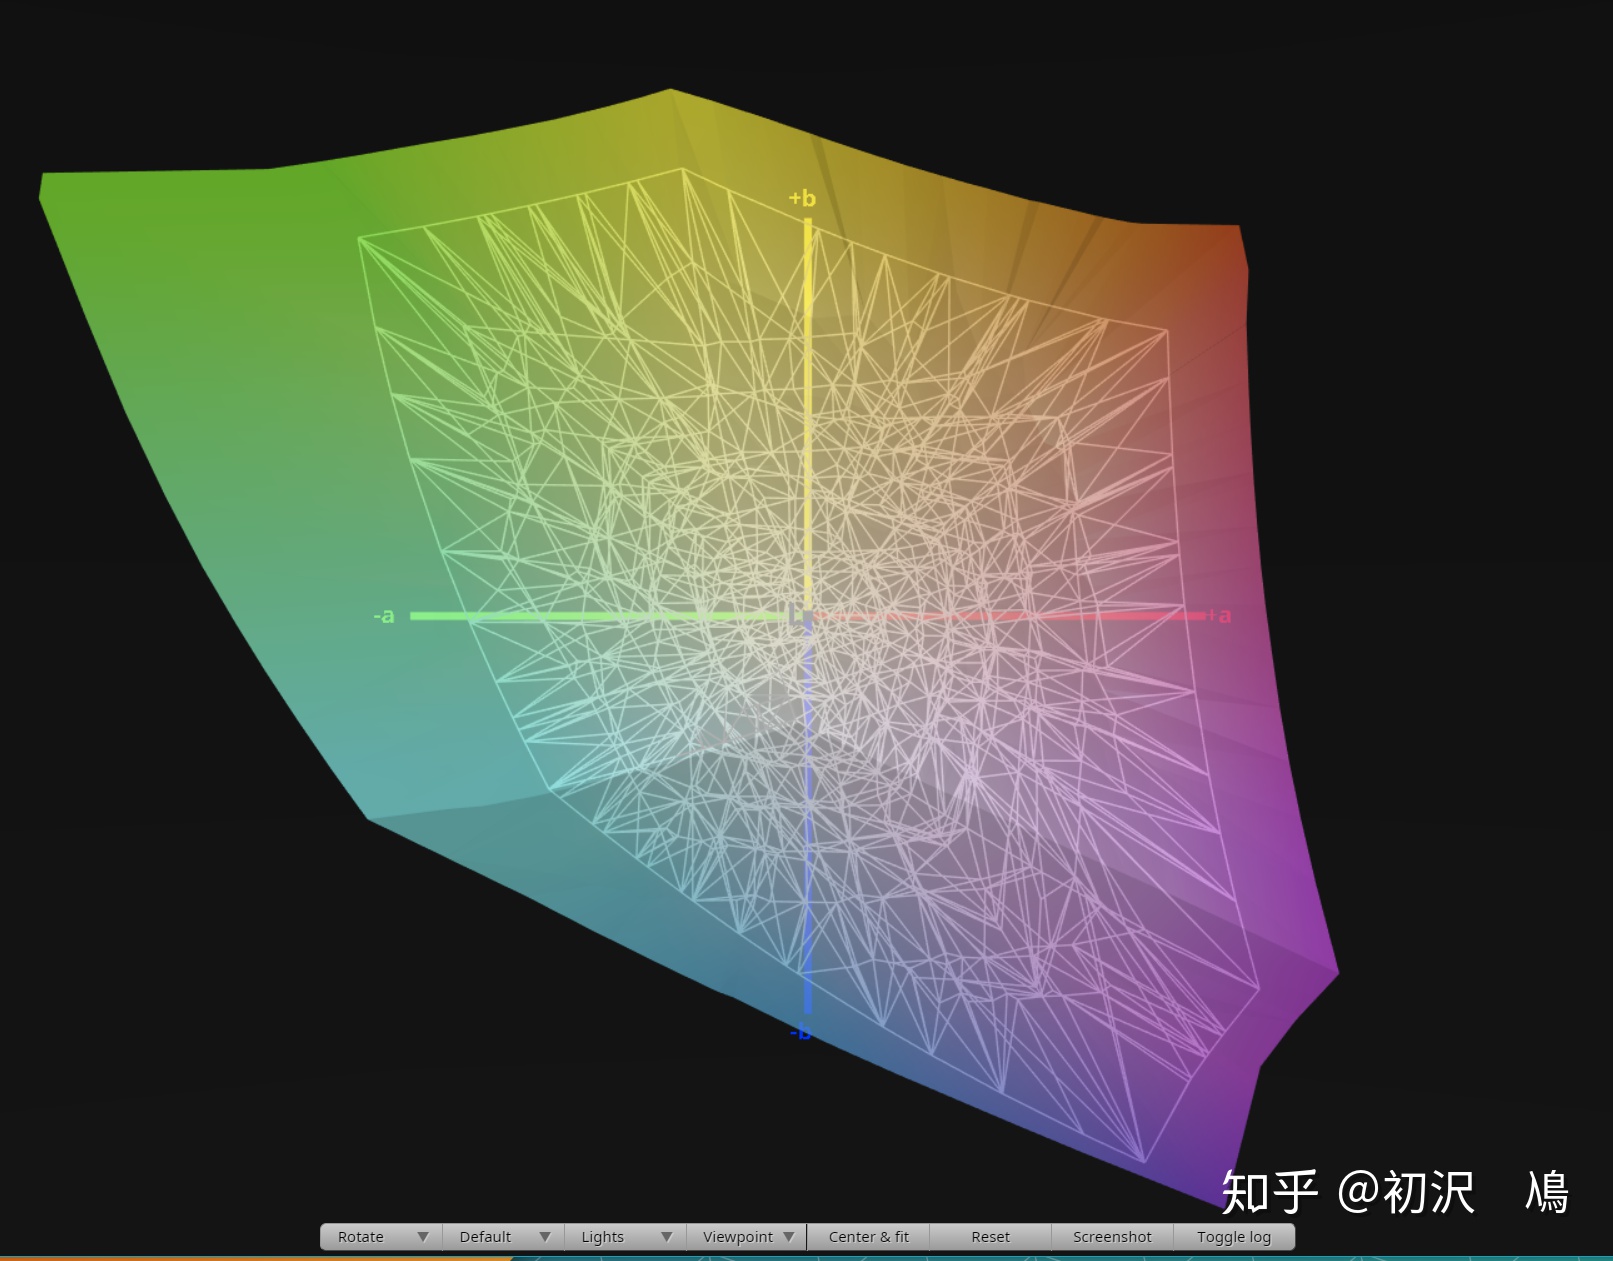 +b
-a
L
+a
-b
知乎 @初沢 鳰
Rotate Default Lights Viewpoint Center & fit Reset Screenshot Toggle log